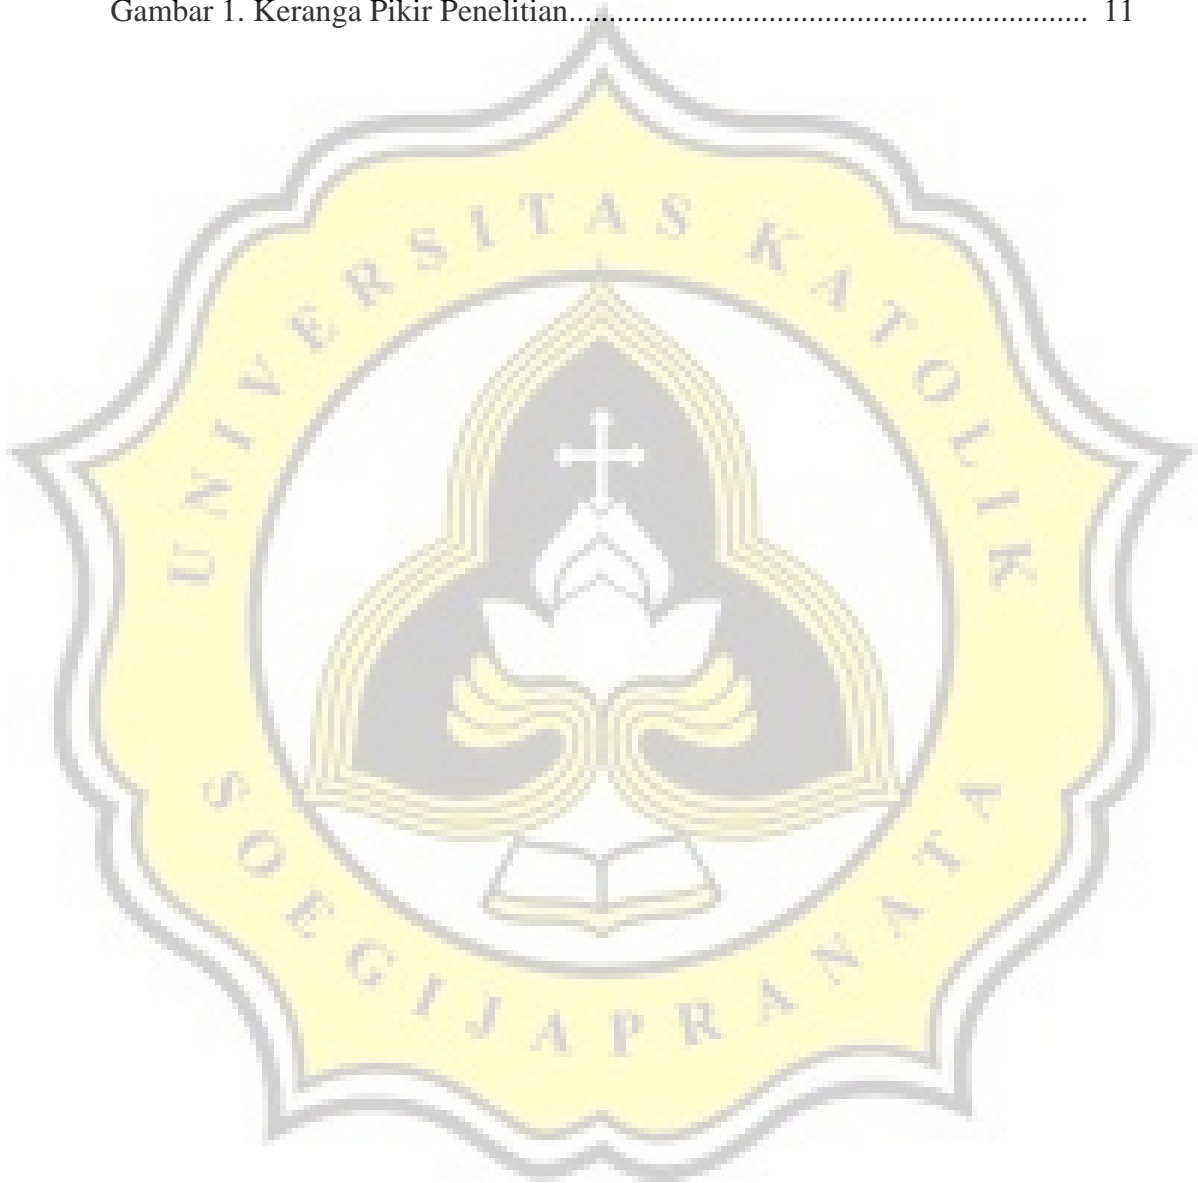 Gambar 1. Keranga Pikir Penelitian................................................................. 11
UNIVERSITAS KATOLIK
SOEGIJAPRANATA